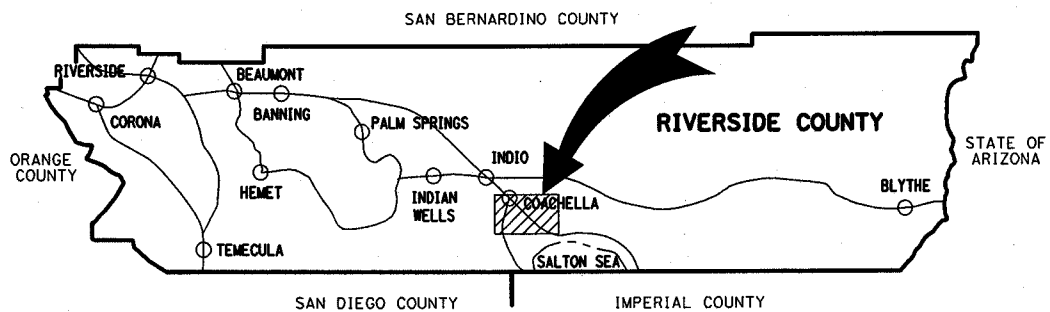 SAN BERNARDINO COUNTY
RIVERSIDE
BEAUMONT
BANNING
CORONA
PALM SPRINGS
RIVERSIDE COUNTY
ORANGE
COUNTY
STATE OF
ARIZONA
INDIO
HEMET
INDIAN
WELLS
COACHELLA
BLYTHE
TEMECULA
SALTON SEA
SAN DIEGO COUNTY
IMPERIAL COUNTY